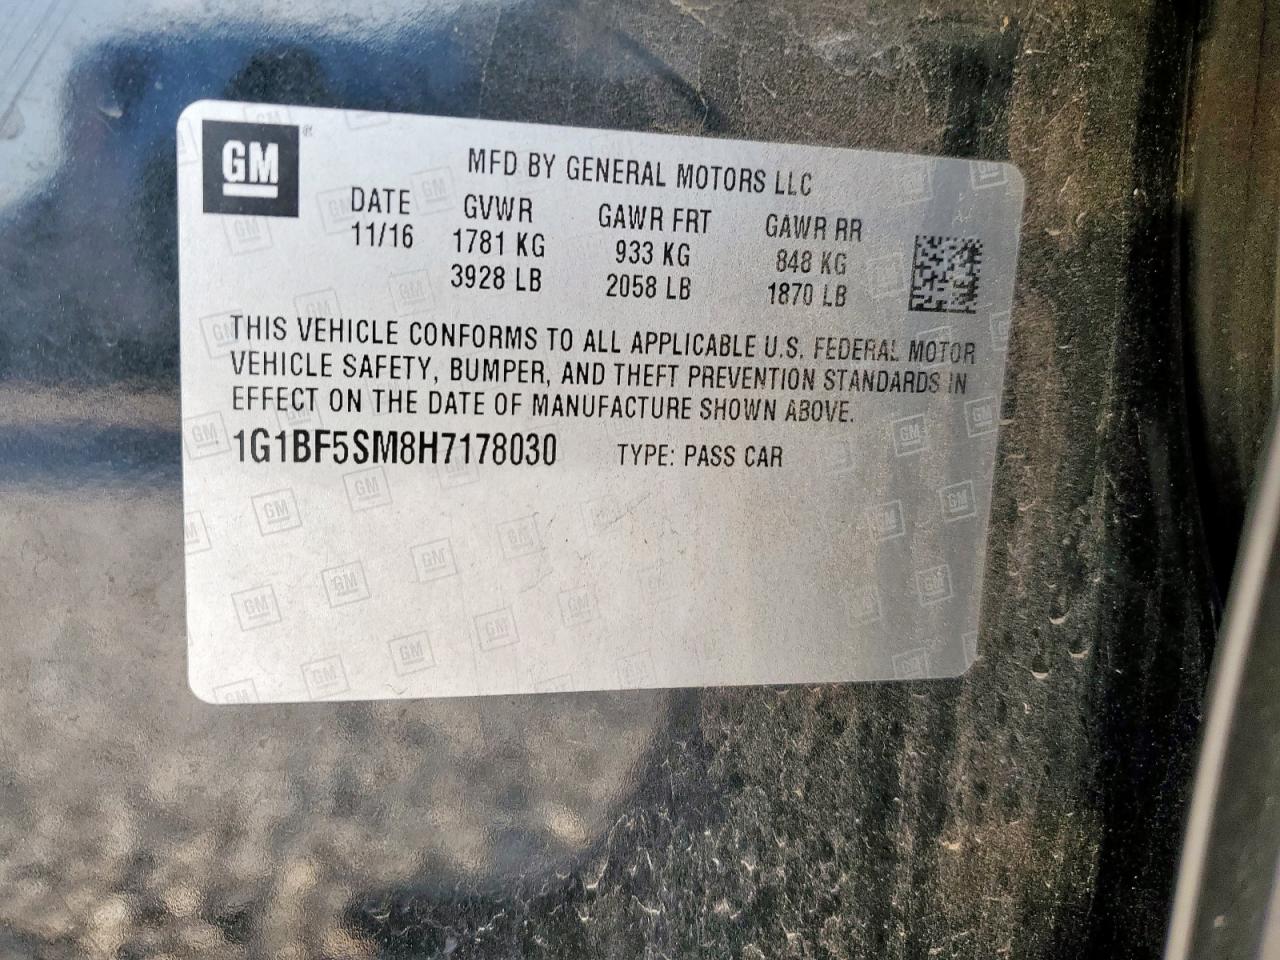 GM
MFD BY GENERAL MOTORS LLC
DATE GVWR GAWR FRT GAWR RR
11/16 1781 KG 933 KG 848 KG
3928 LB 2058 LB 1870 LB
THIS VEHICLE CONFORMS TO ALL APPLICABLE U.S. FEDERAL MOTOR
VEHICLE SAFETY, BUMPER, AND THEFT PREVENTION STANDARDS IN
EFFECT ON THE DATE OF MANUFACTURE SHOWN ABOVE.
1G1BF5SM8H7178030 TYPE: PASS CAR